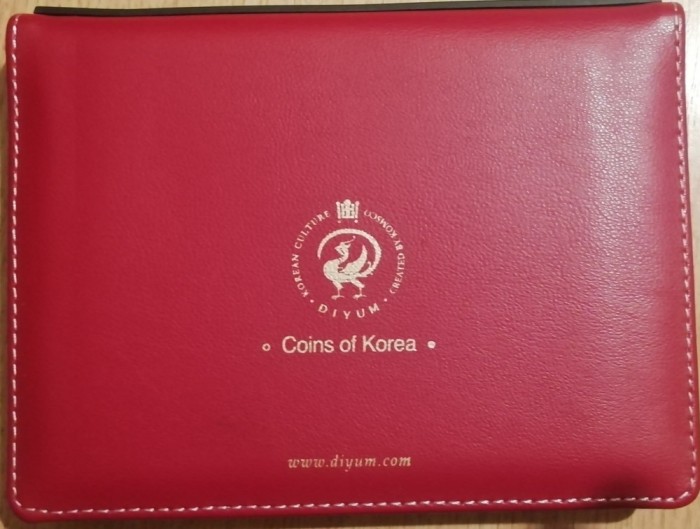 KOREAN CULTURE
CREATED BY KOMSCO
• DIYUM •
Coins of Korea
www.diyum.com